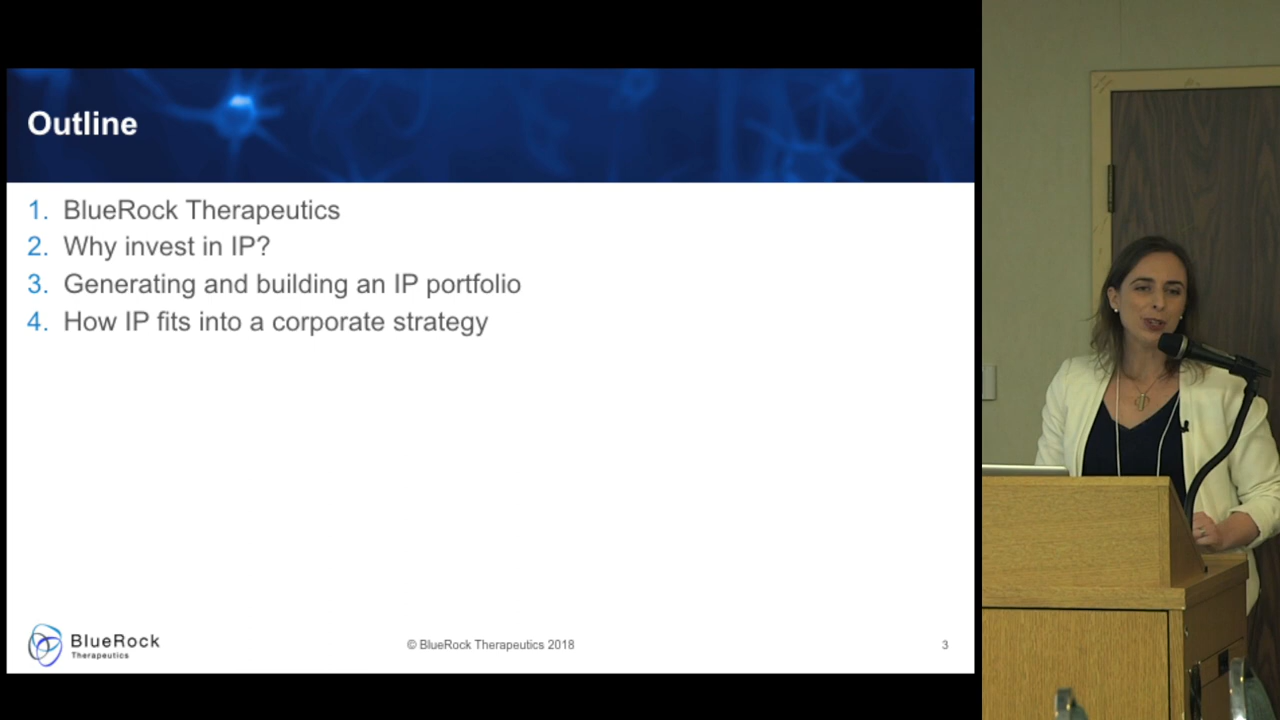 Outline
1. BlueRock Therapeutics
2. Why invest in IP?
3. Generating and building an IP portfolio
4. How IP fits into a corporate strategy
BlueRock
Therapeutics
© BlueRock Therapeutics 2018
3